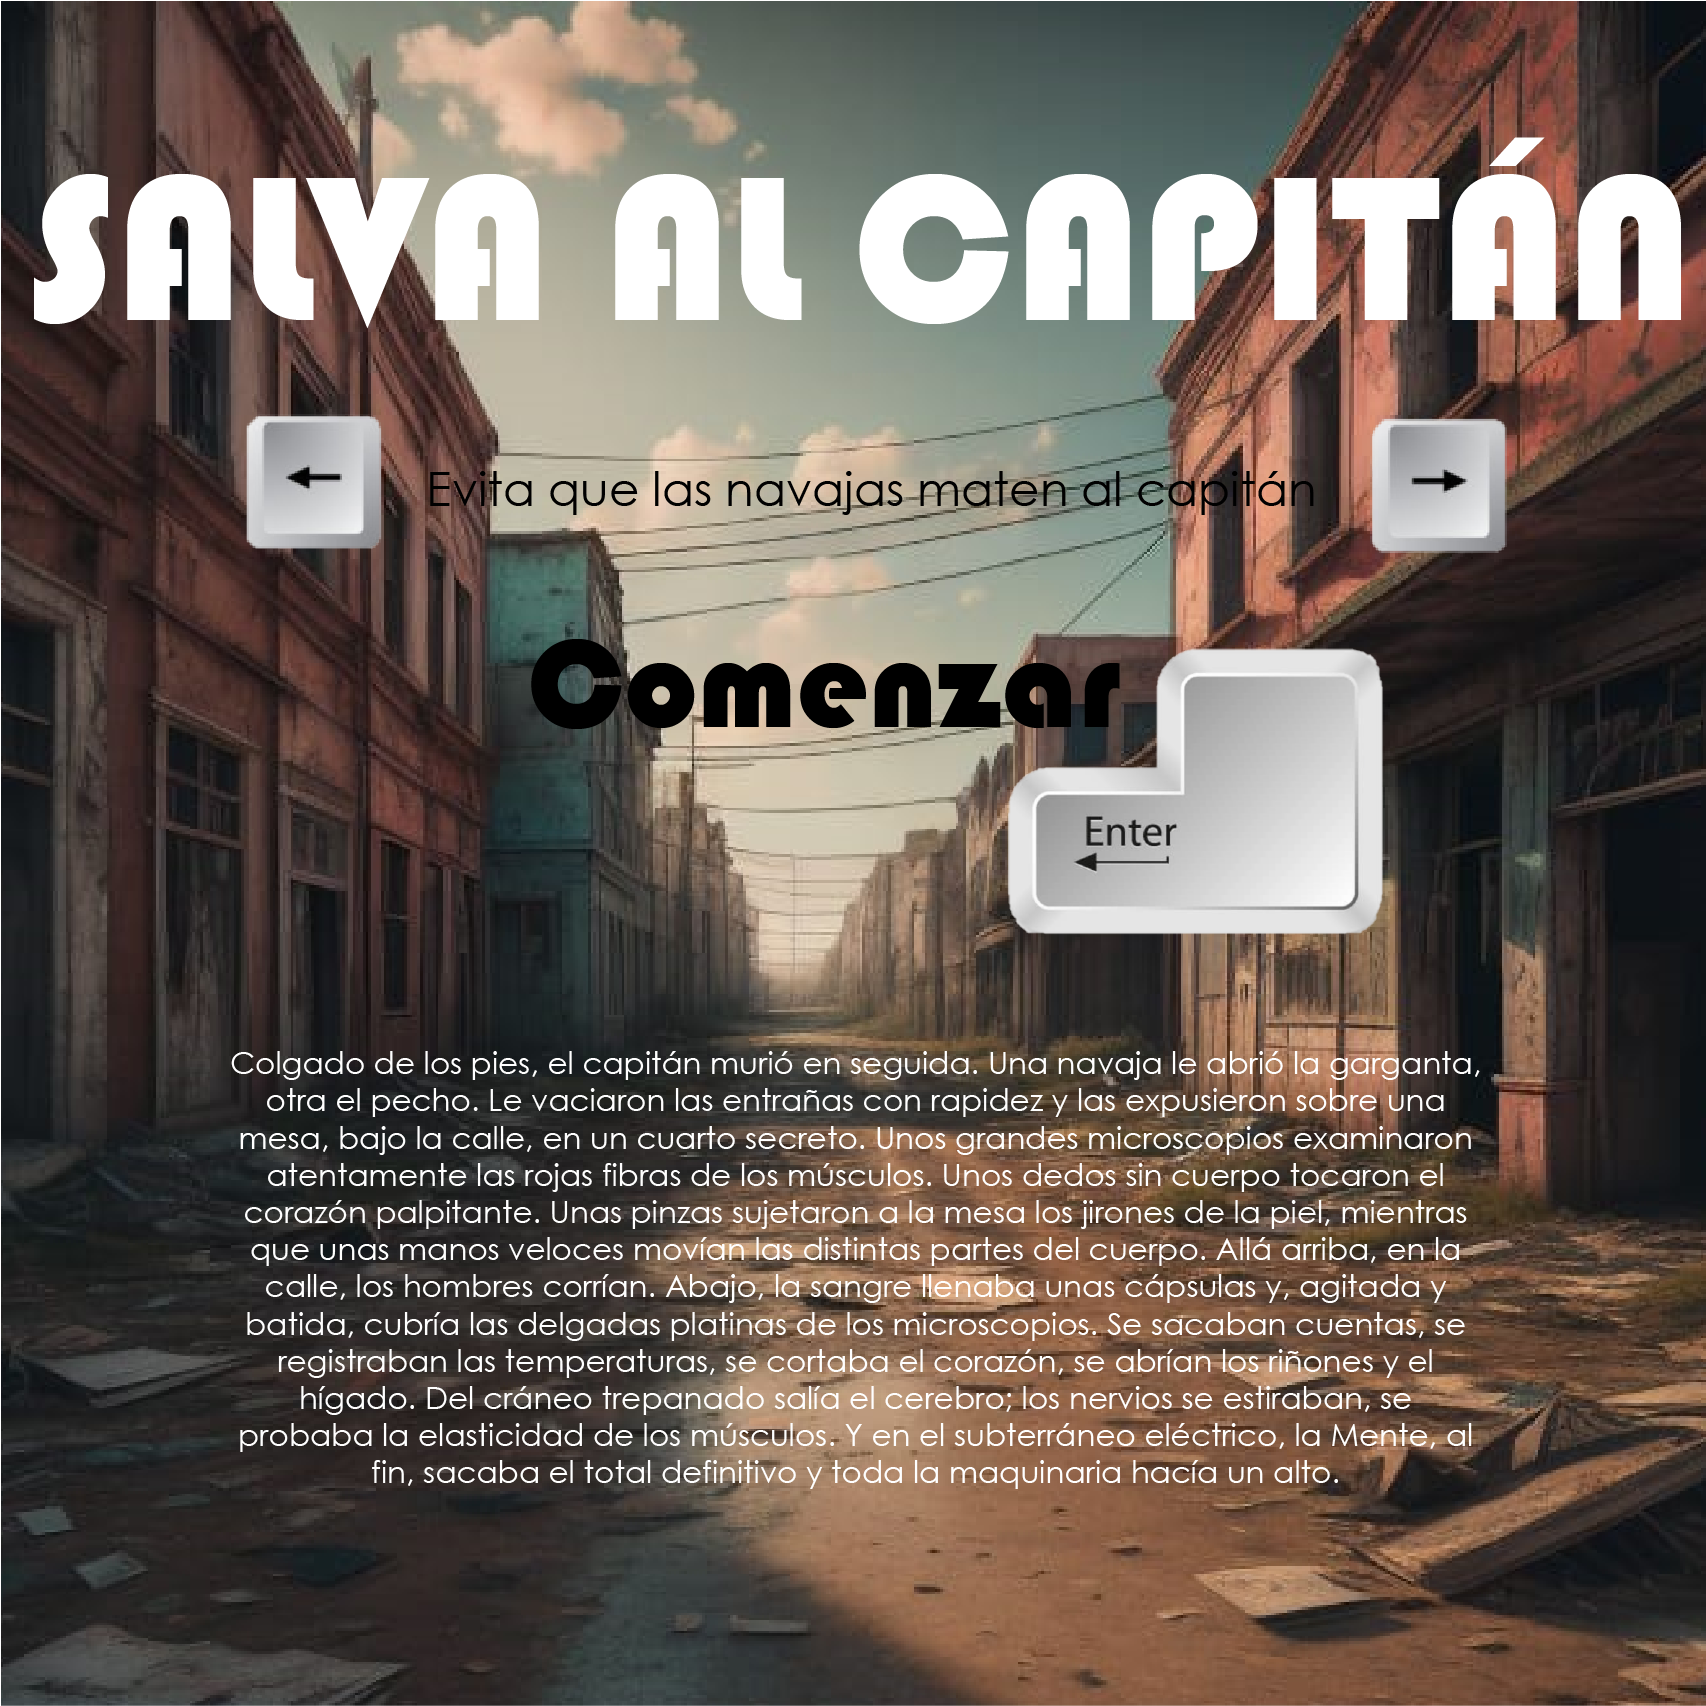 SALVA AL CAPITÁN
Evita que las navajas maten al capitán
Comenzar
Enter
Colgado de los pies, el capitán murió en seguida. Una navaja le abrió la garganta,
otra el pecho. Le vaciaron las entrañas con rapidez y las expusieron sobre una
mesa, bajo la calle, en un cuarto secreto. Unos grandes microscopios examinaron
atentamente las rojas fibras de los músculos. Unos dedos sin cuerpo tocaron el
corazón palpitante. Unas pinzas sujetaron a la mesa los jirones de la piel, mientras
que unas manos veloces movían las distintas partes del cuerpo. Allá arriba, en la
calle, los hombres corrían. Abajo, la sangre llenaba unas cápsulas y, agitada y
batida, cubría las delgadas platinas de los microscopios. Se sacaban cuentas, se
registraban las temperaturas, se cortaba el corazón, se abrían los riñones y el
hígado. Del cráneo trepanado salía el cerebro; los nervios se estiraban, se
probaba la elasticidad de los músculos. Y en el subterráneo eléctrico, la Mente, al
fin, sacaba el total definitivo y toda la maquinaria hacía un alto.